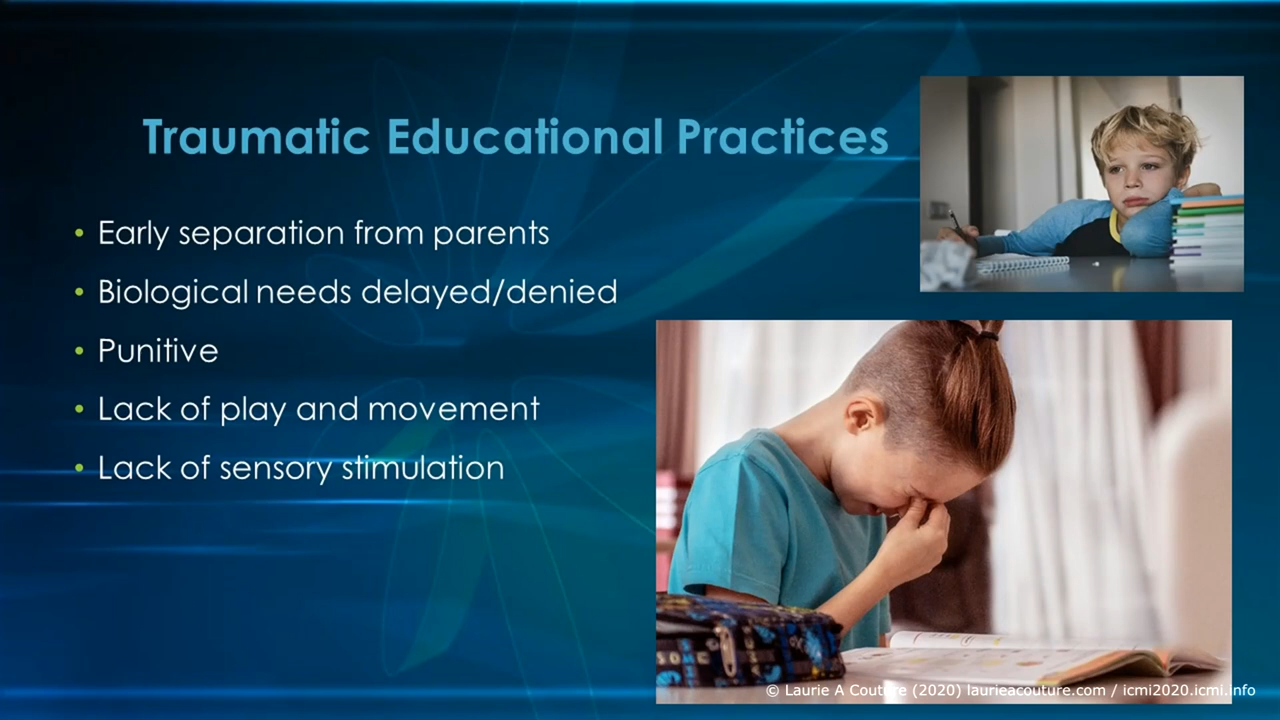 Traumatic Educational Practices
• Early separation from parents
• Biological needs delayed/denied
• Punitive
• Lack of play and movement
• Lack of sensory stimulation
© Laurie A Couture (2020) laurieacouture.com / icmi2020.icmi.info